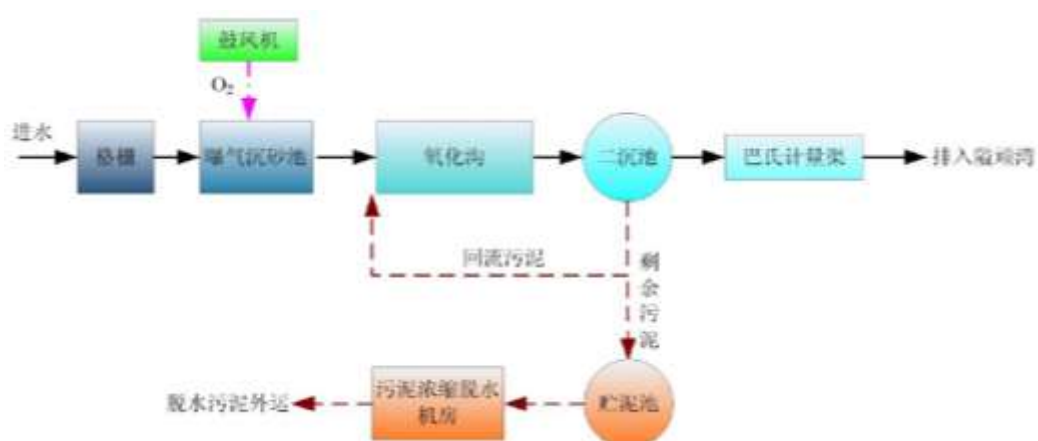 鼓风机
O₂
进水
格栅
曝气沉砂池
氧化沟
二沉池
巴氏计量渠
回流污泥
剩
余
污
泥
污泥浓缩脱水
机房
贮泥池
脱水污泥外运